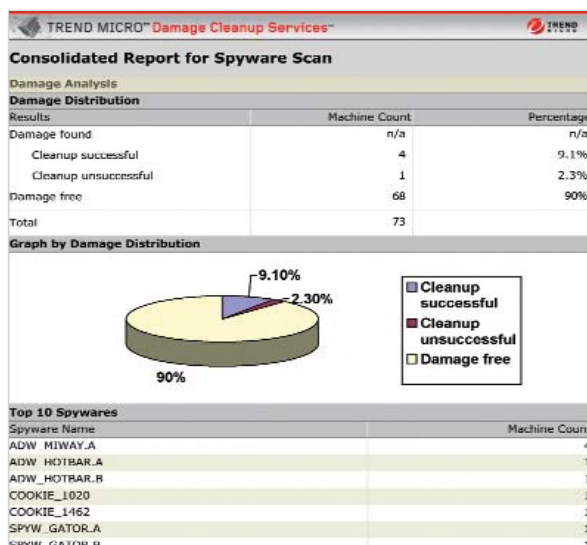 TREND MICRO™ Damage Cleanup Services™
TREND MICRO
Consolidated Report for Spyware Scan
Damage Analysis
Damage Distribution
Results Machine Count Percentage
Damage found n/a n/a
Cleanup successful 4 9.1%
Cleanup unsuccessful 1 2.3%
Damage free 68 90%
Total 73
Graph by Damage Distribution
9.10%
2.30%
90%
Cleanup successful
Cleanup unsuccessful
Damage free
Top 10 Spywares
Spyware Name Machine Coun
ADW_MIWAY.A
ADW_HOTBAR.A
ADW_HOTBAR.B
COOKIE_1020
COOKIE_1462
SPYW_GATOR.A